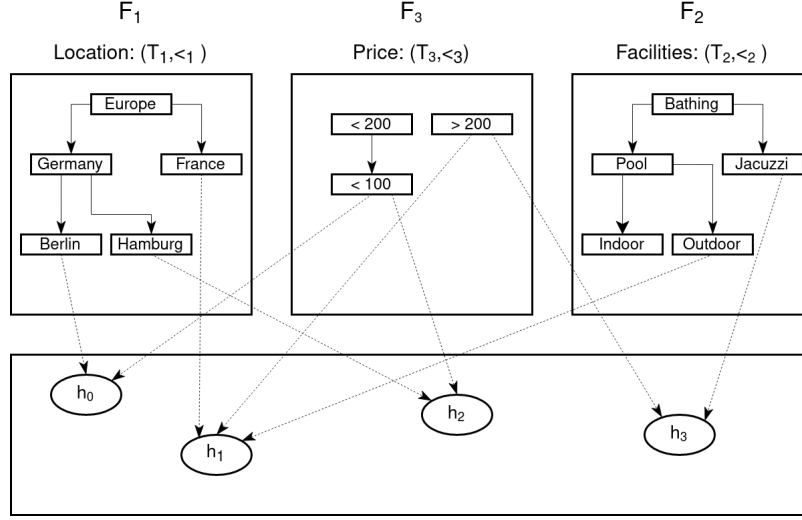 F1 F3 F2
Location: (T1,<1 ) Price: (T3,<3) Facilities: (T2,<2 )
Europe
< 200 > 200
Bathing
Germany France
< 100
Pool Jacuzzi
Berlin Hamburg
Indoor Outdoor
h0
h1
h2
h3